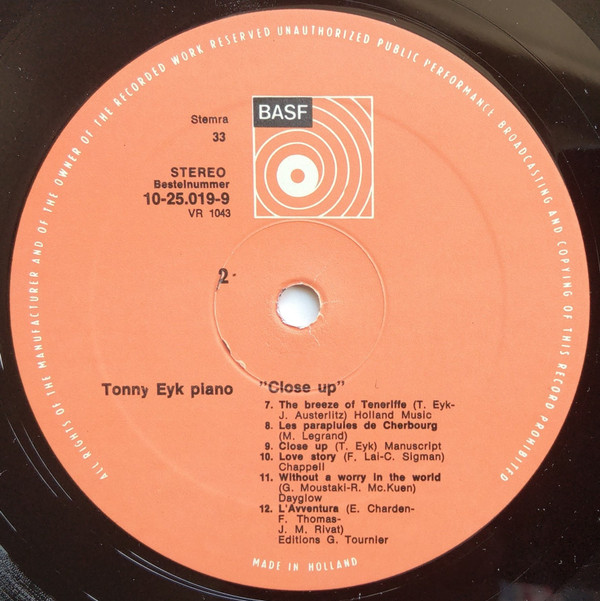 ALL RIGHTS OF THE MANUFACTURER AND OF THE OWNER OF THE RECORDED WORK RESERVED UNAUTHORIZED PUBLIC PERFORMANCE BROADCASTING AND COPYING OF THIS RECORD PROHIBITED
BASF
Stemra
33
STEREO
Bestelnummer
10-25.019-9
VR 1043
2
Tonny Eyk piano "Close up"
7. The breeze of Teneriffe (T. Eyk-
J. Austerlitz) Holland Music
8. Les parapluies de Cherbourg
(M. Legrand)
9. Close up (T. Eyk) Manuscript
10. Love story (F. Lai-C. Sigman)
Chappell
11. Without a worry in the world
(G. Moustaki-R. Mc.Kuen)
Dayglow
12. L'Avventura (E. Charden-
F. Thomas-
J. M. Rivat)
Editions G. Tournier
MADE IN HOLLAND